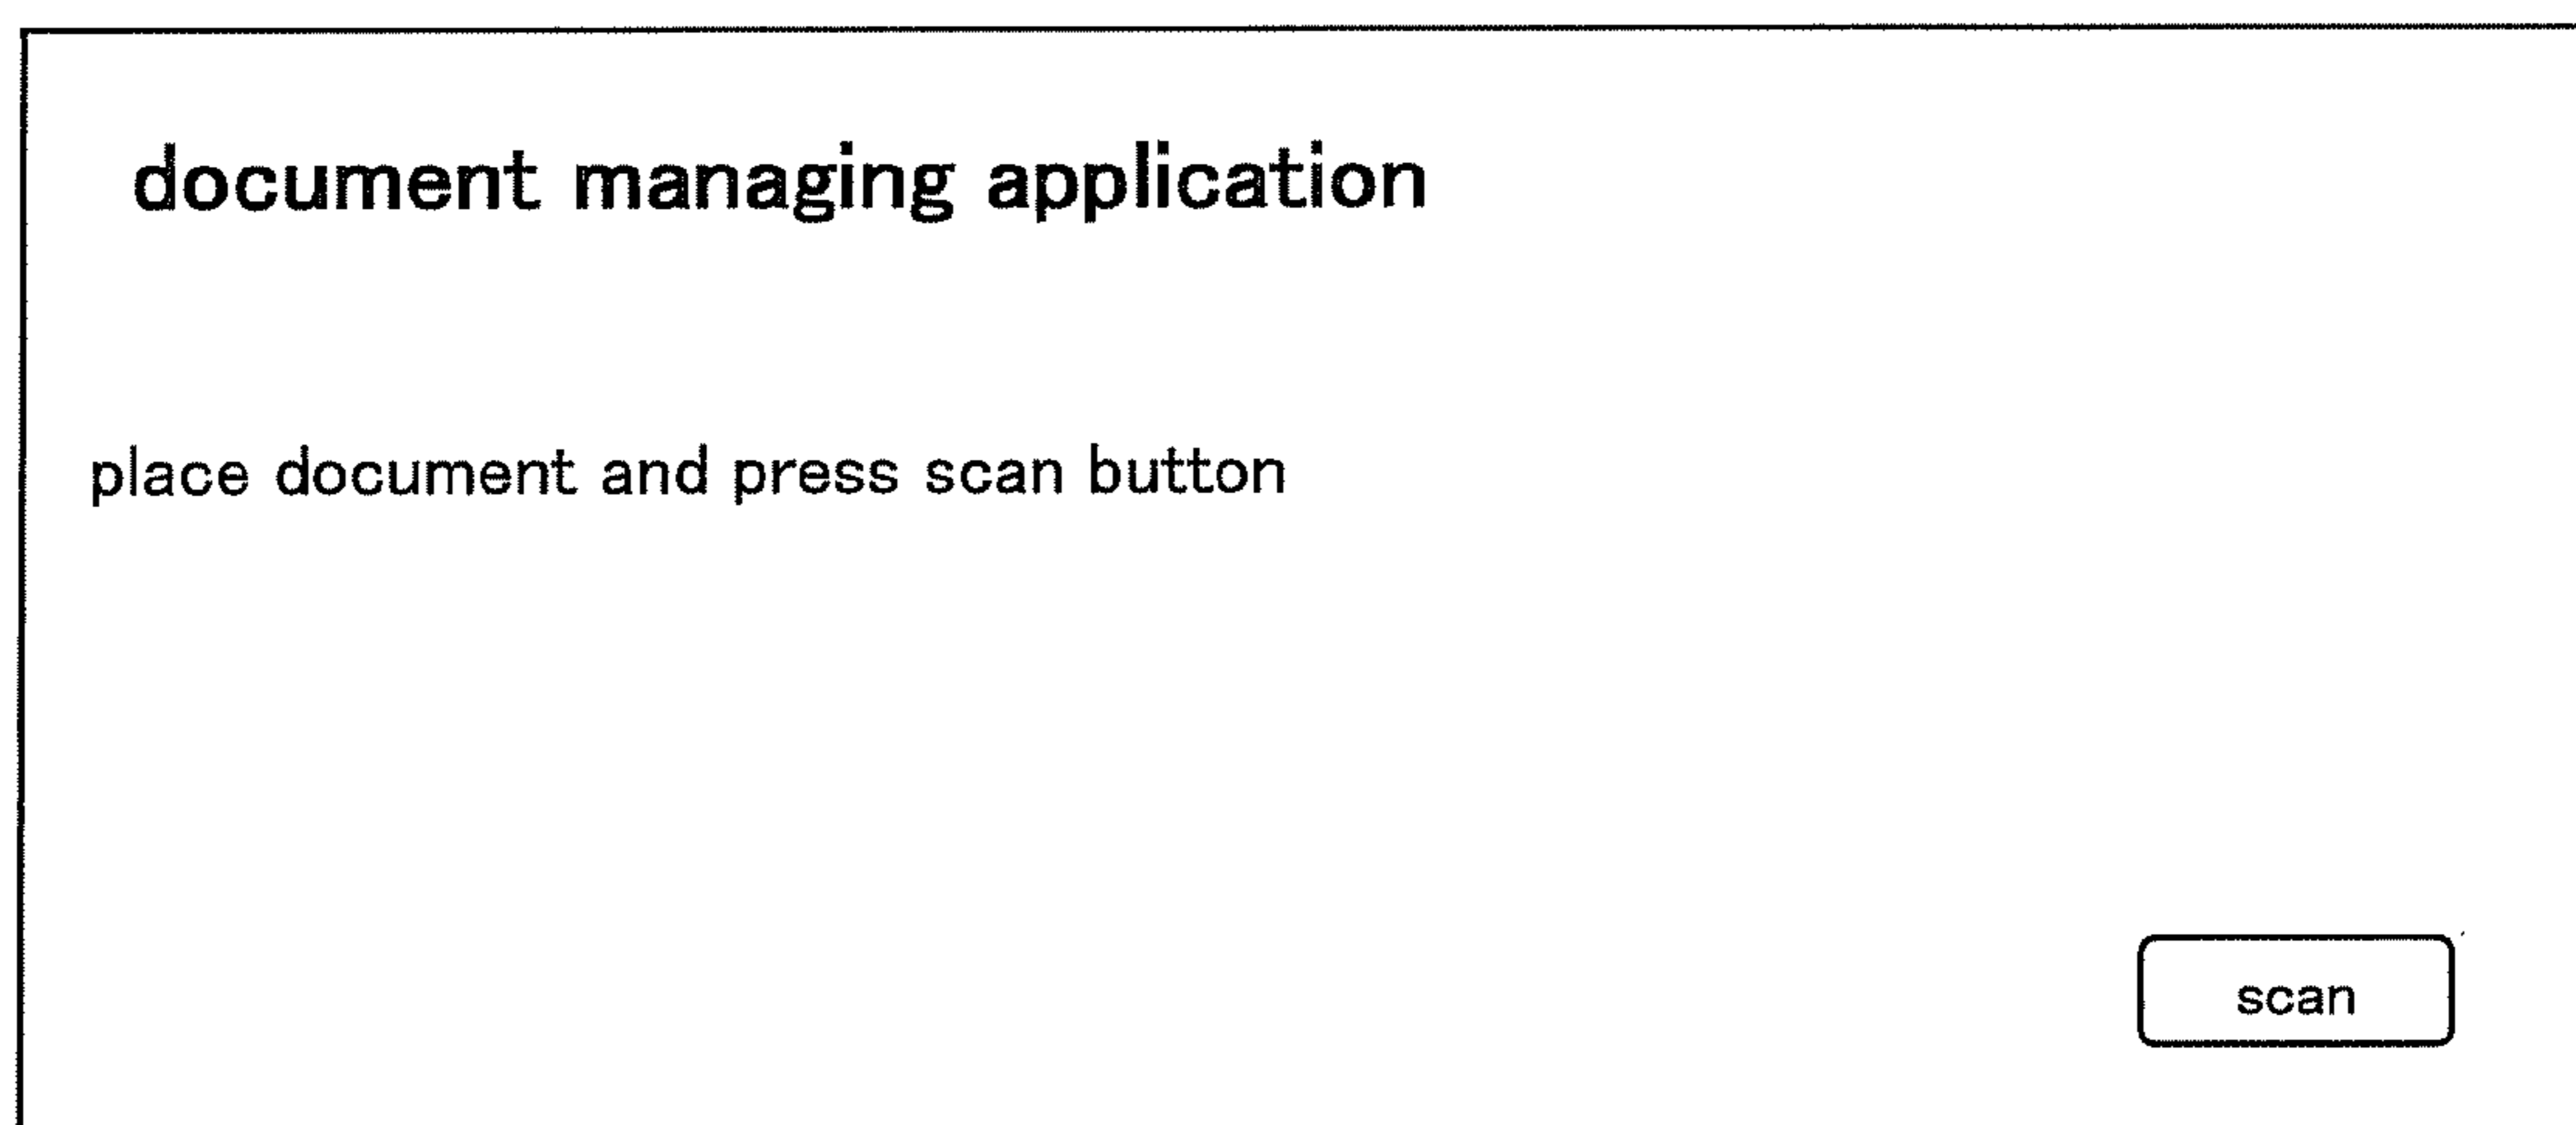 document managing application
place document and press scan button
scan